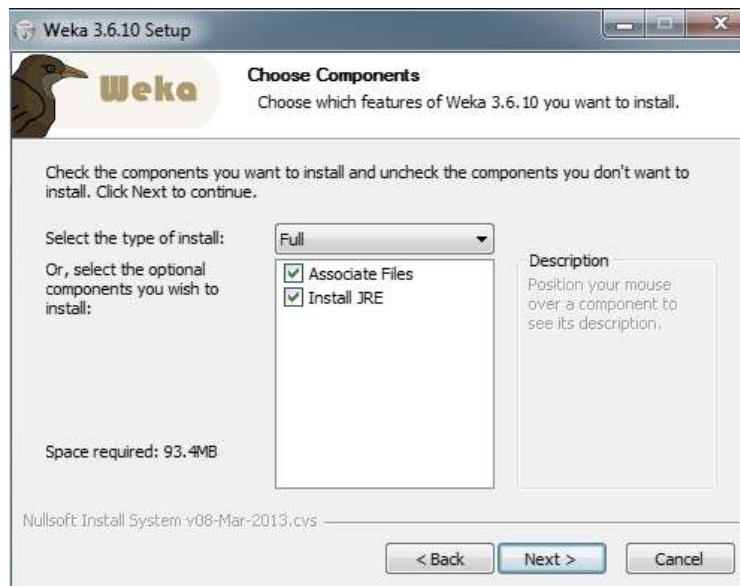 Weka 3.6.10 Setup
Weka
Choose Components
Choose which features of Weka 3.6.10 you want to install.
Check the components you want to install and uncheck the components you don't want to
install. Click Next to continue.
Select the type of install:
Full
Or, select the optional
components you wish to
install:
Associate Files
Install JRE
Description
Position your mouse
over a component to
see its description.
Space required: 93.4MB
Nullsoft Install System v08-Mar-2013.cvs
< Back
Next >
Cancel